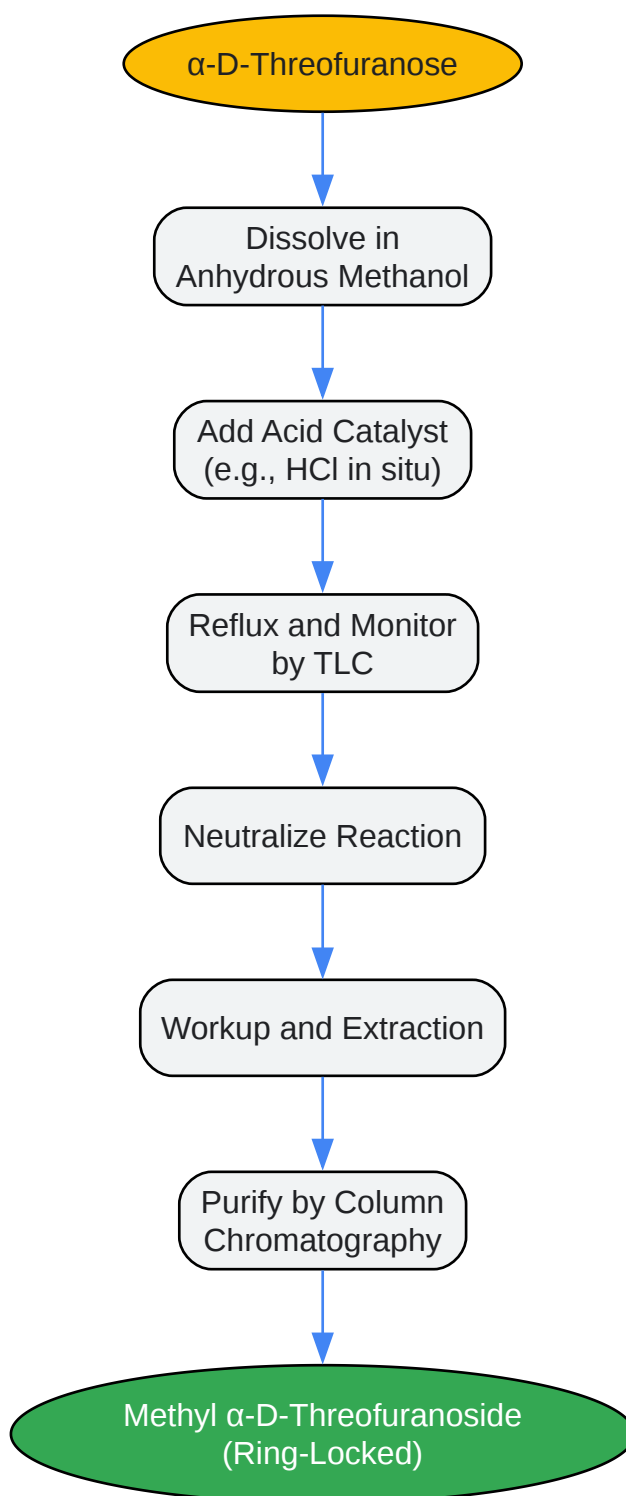 α-D-Threofuranose
Dissolve in
Anhydrous Methanol
Add Acid Catalyst
(e.g., HCl in situ)
Reflux and Monitor
by TLC
Neutralize Reaction
Workup and Extraction
Purify by Column
Chromatography
Methyl α-D-Threofuranoside
(Ring-Locked)